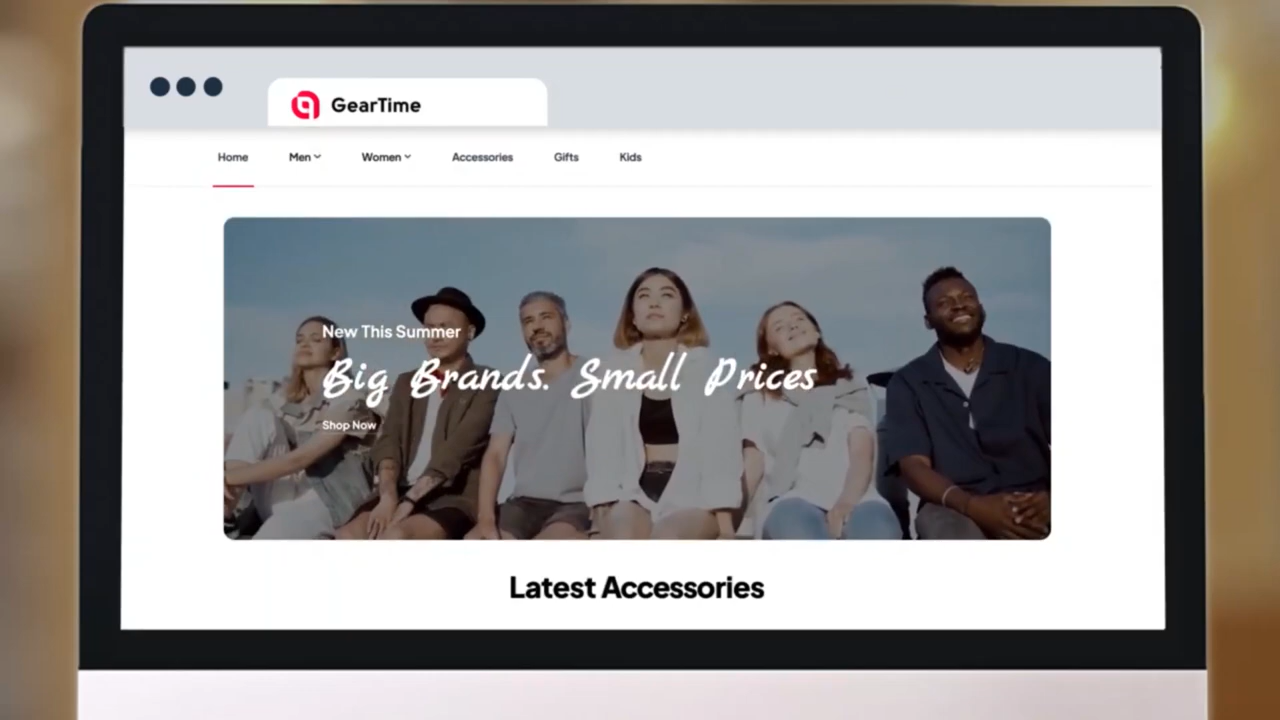 GearTime
Home Men Women Accessories Gifts Kids
New This Summer
Big Brands. Small Prices
Shop Now
Latest Accessories